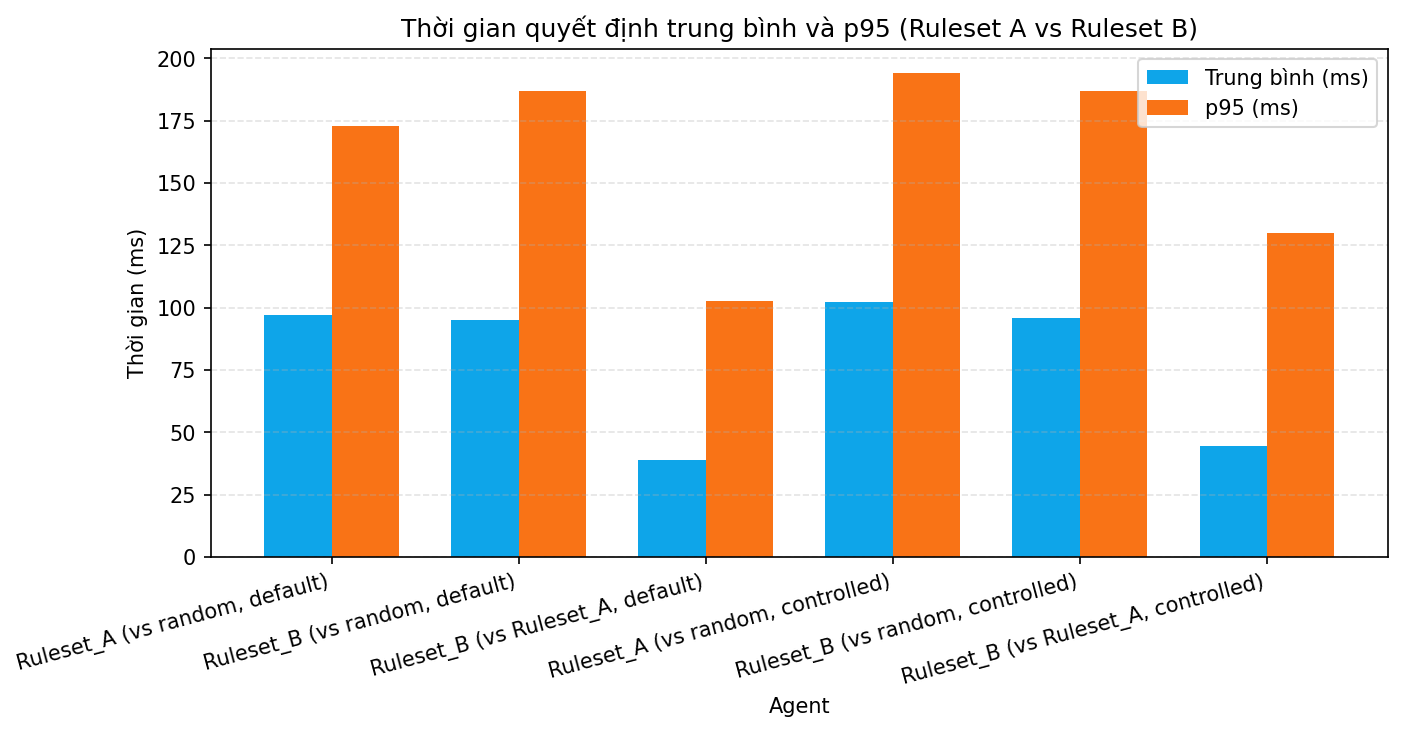 Thời gian quyết định trung bình và p95 (Ruleset A vs Ruleset B)
Trung bình (ms)
p95 (ms)
Thời gian (ms)
200
175
150
125
100
75
50
25
0
Ruleset_A (vs random, default)
Ruleset_B (vs random, default)
Ruleset_B (vs Ruleset_A, default)
Ruleset_A (vs random, controlled)
Ruleset_B (vs random, controlled)
Ruleset_B (vs Ruleset_A, controlled)
Agent